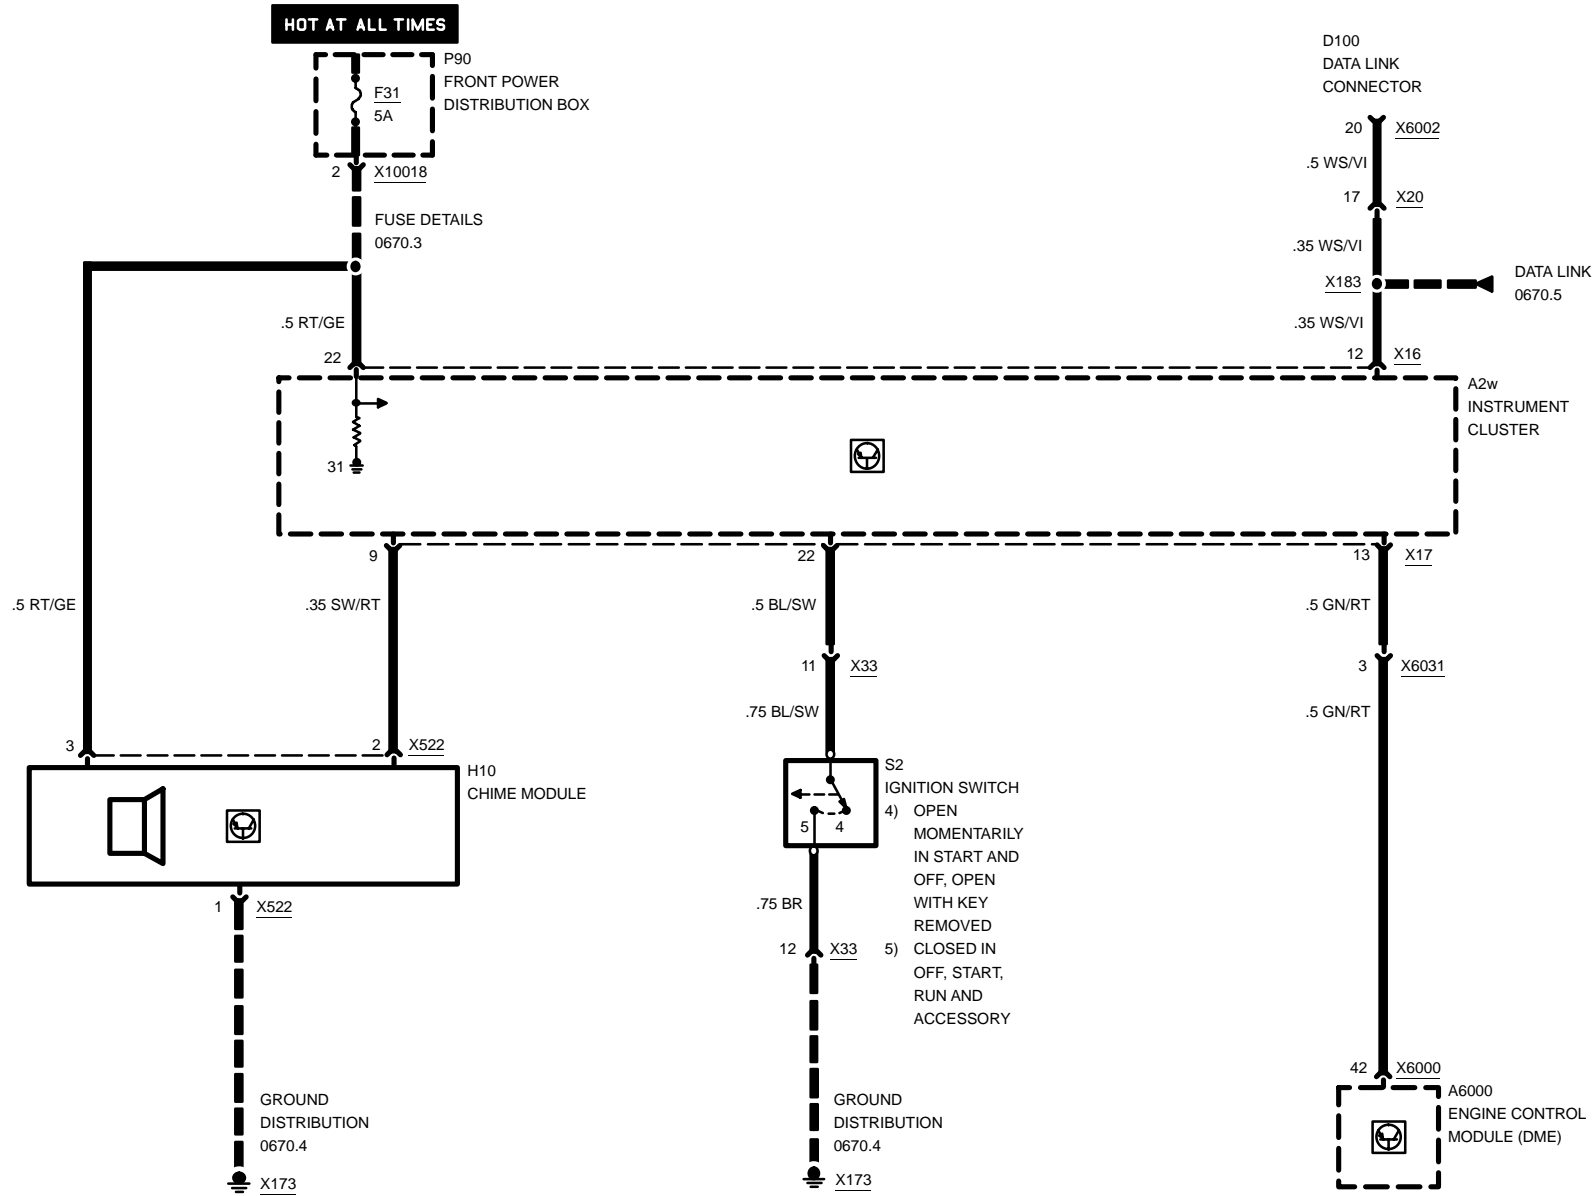 HOT AT ALL TIMES
P90
FRONT POWER
DISTRIBUTION BOX
F31
5A
2 X10018
FUSE DETAILS
0670.3
.5 RT/GE
22
D100
DATA LINK
CONNECTOR
20 X6002
.5 WS/VI
17 X20
.35 WS/VI
X183
DATA LINK
0670.5
.35 WS/VI
12 X16
A2w
INSTRUMENT
CLUSTER
31
9
22
13 X17
.5 RT/GE
.35 SW/RT
.5 BL/SW
.5 GN/RT
11 X33
3 X6031
.75 BL/SW
.5 GN/RT
3
2 X522
H10
CHIME MODULE
S2
IGNITION SWITCH
4) OPEN
MOMENTARILY
IN START AND
OFF, OPEN
WITH KEY
REMOVED
5) CLOSED IN
OFF, START,
RUN AND
ACCESSORY
5 4
1 X522
.75 BR
12 X33
GROUND
DISTRIBUTION
0670.4
X173
GROUND
DISTRIBUTION
0670.4
X173
42 X6000
A6000
ENGINE CONTROL
MODULE (DME)